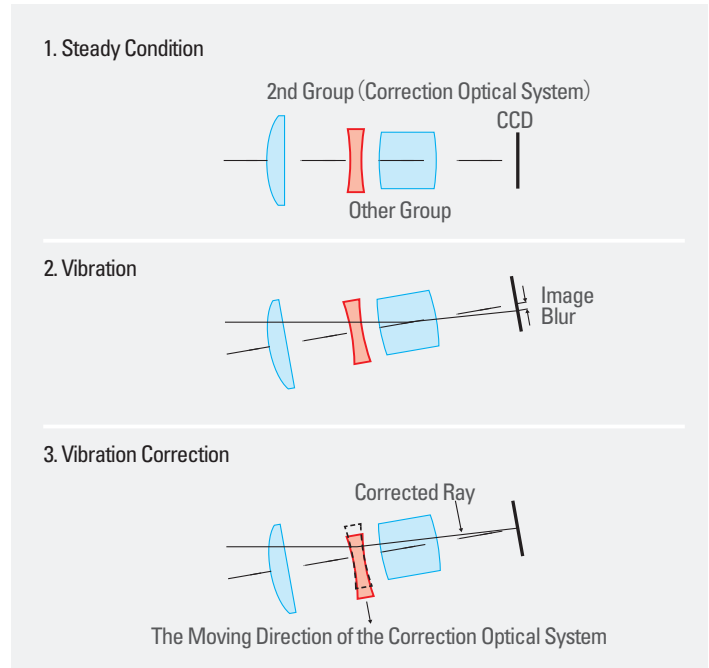 1. Steady Condition
2nd Group（Correction Optical System）
CCD
Other Group
2. Vibration
Image
Blur
3. Vibration Correction
Corrected Ray
The Moving Direction of the Correction Optical System